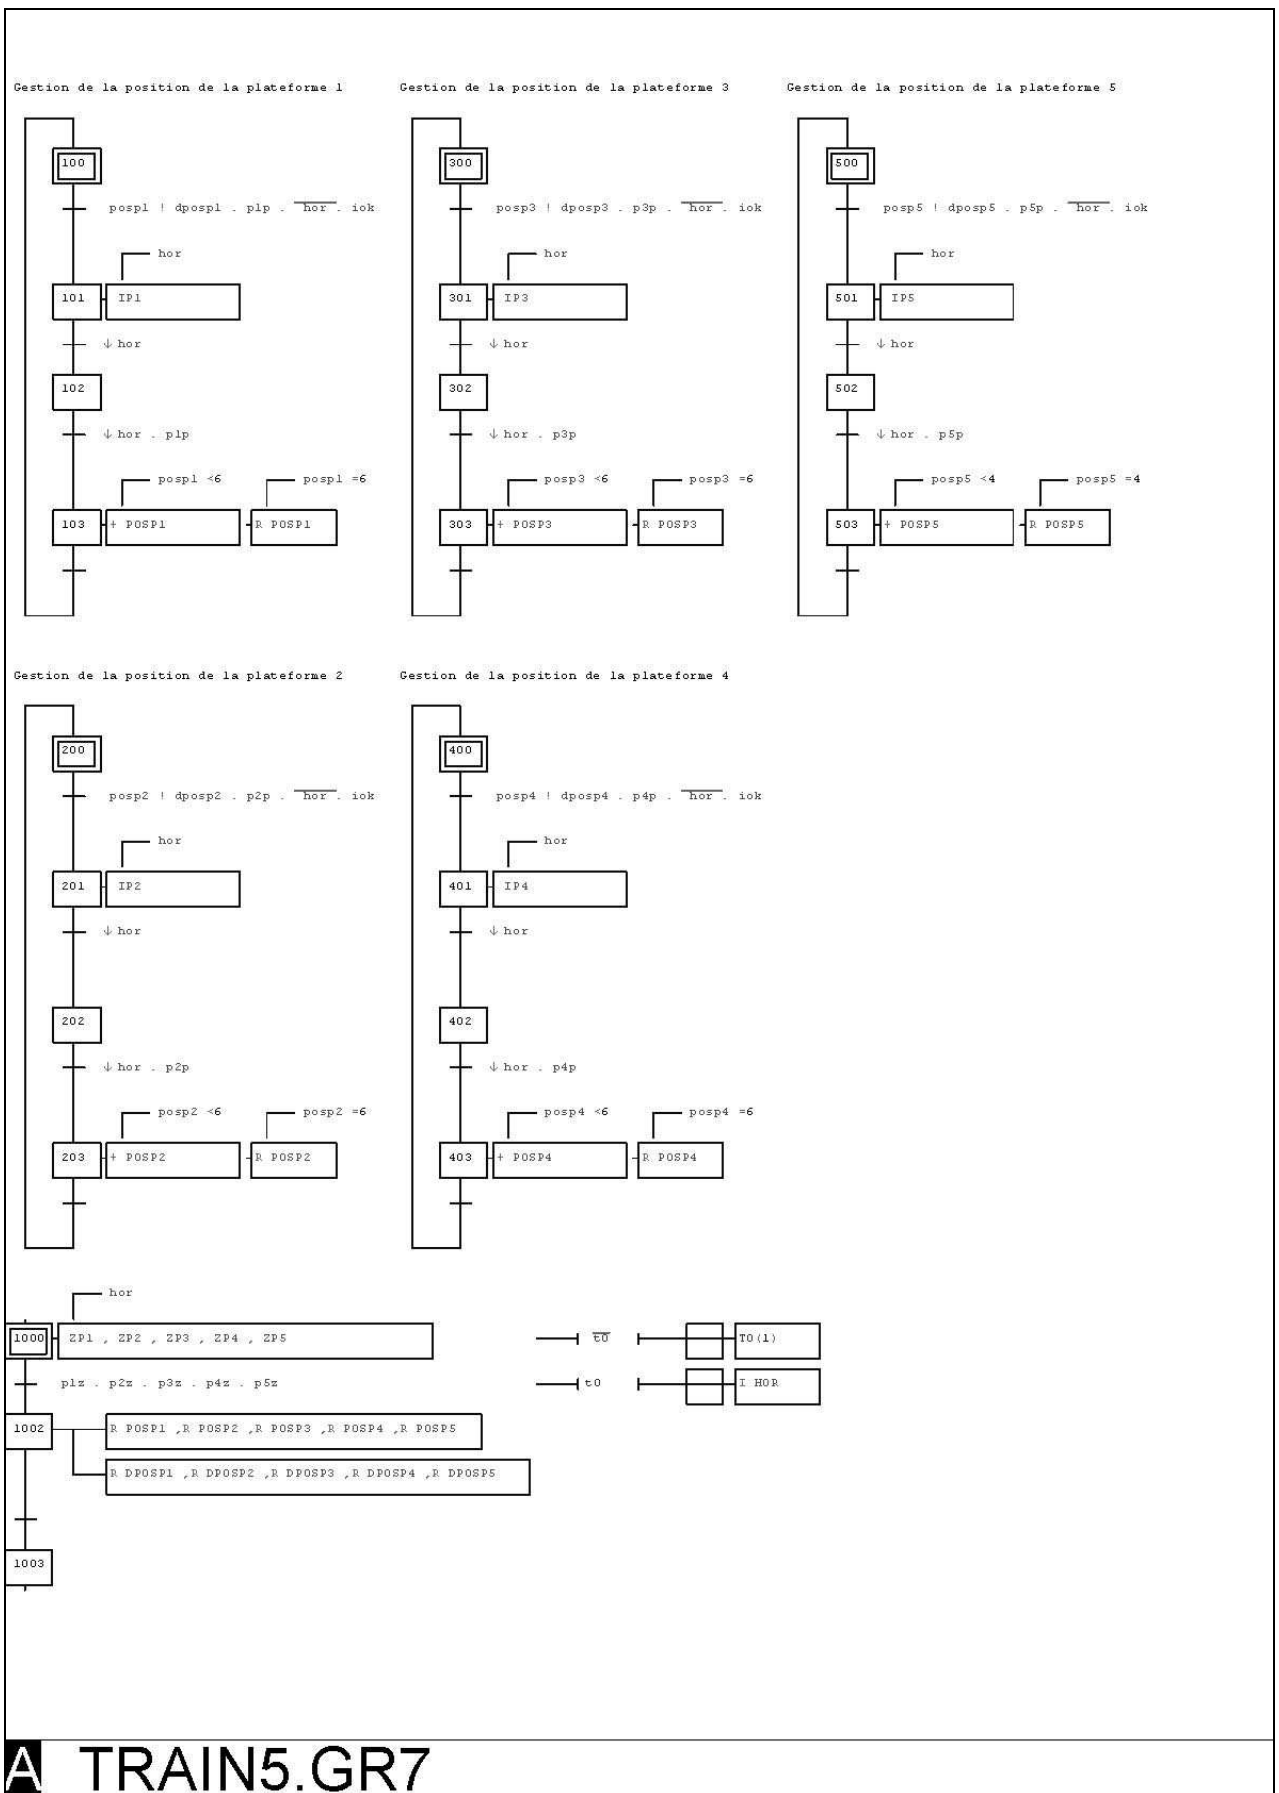 Gestion de la position de la plateforme 1
Gestion de la position de la plateforme 3
Gestion de la position de la plateforme 5
100
posp1 ! dposp1 . p1p . hor . iok
hor
101
IP1
↓ hor
102
↓ hor . p1p
posp1 <6
posp1 =6
103
+ POSP1
R POSP1
300
posp3 ! dposp3 . p3p . hor . iok
hor
301
IP3
↓ hor
302
↓ hor . p3p
posp3 <6
posp3 =6
303
+ POSP3
R POSP3
500
posp5 ! dposp5 . p5p . hor . iok
hor
501
IP5
↓ hor
502
↓ hor . p5p
posp5 <4
posp5 =4
503
+ POSP5
R POSP5
Gestion de la position de la plateforme 2
Gestion de la position de la plateforme 4
200
posp2 ! dposp2 . p2p . hor . iok
hor
201
IP2
↓ hor
202
↓ hor . p2p
posp2 <6
posp2 =6
203
+ POSP2
R POSP2
400
posp4 ! dposp4 . p4p . hor . iok
hor
401
IP4
↓ hor
402
↓ hor . p4p
posp4 <6
posp4 =6
403
+ POSP4
R POSP4
hor
1000
ZP1 , ZP2 , ZP3 , ZP4 , ZP5
t0
T0(1)
p1z . p2z . p3z . p4z . p5z
t0
I HOR
1002
R POSP1 ,R POSP2 ,R POSP3 ,R POSP4 ,R POSP5
R DPOSP1 ,R DPOSP2 ,R DPOSP3 ,R DPOSP4 ,R DPOSP5
1003
A TRAIN5.GR7